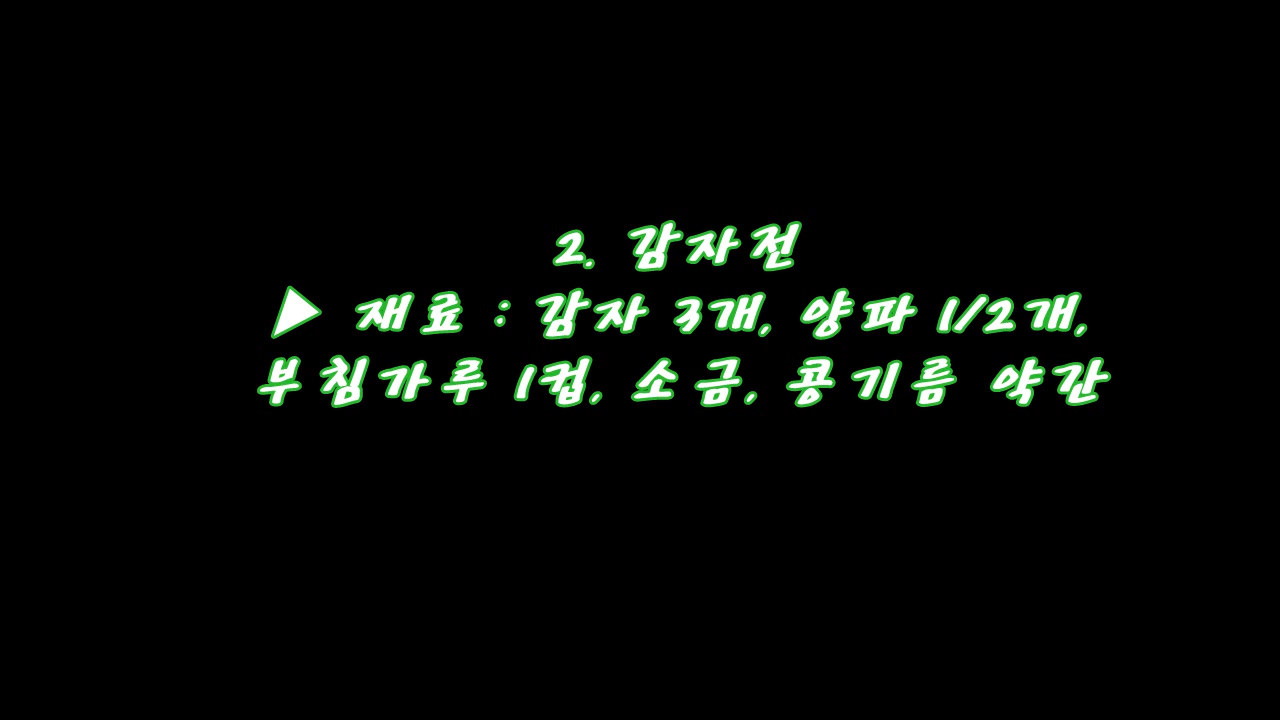 2. 감자전
▶ 재료 : 감자 3개, 양파 1/2개,
부침가루 1컵, 소금, 콩기름 약간